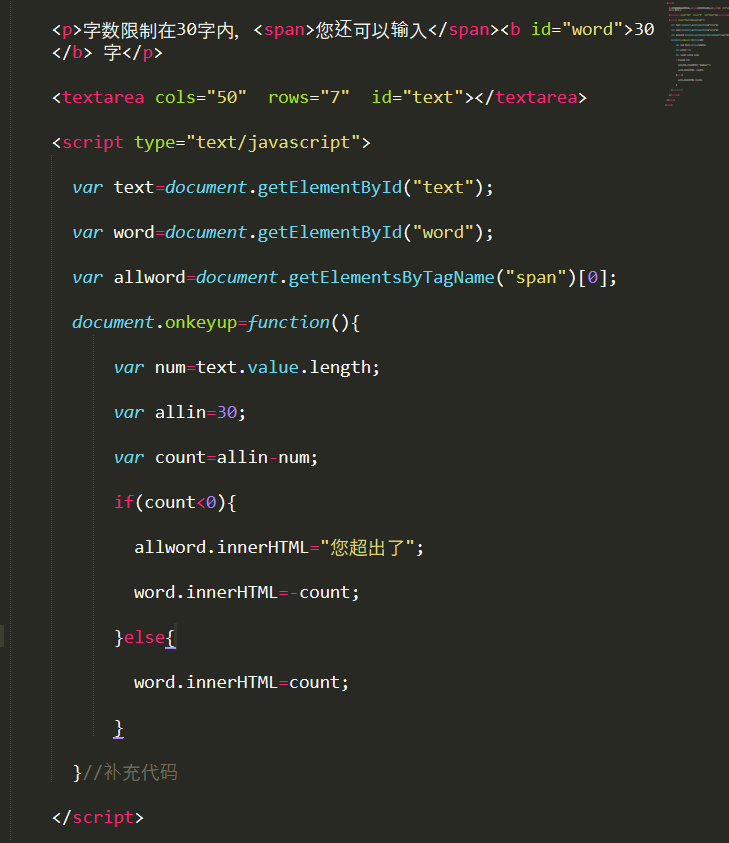 <p>字数限制在30字内, <span>您还可以输入</span><b id="word">30
</b> 字</p>
<textarea cols="50"  rows="7"  id="text"></textarea>
<script type="text/javascript">
var text=document.getElementById("text");
var word=document.getElementById("word");
var allword=document.getElementsByTagName("span")[0];
document.onkeyup=function(){
var num=text.value.length;
var allin=30;
var count=allin-num;
if(count<0){
allword.innerHTML="您超出了";
word.innerHTML=-count;
}else{
word.innerHTML=count;
}
}//补充代码
</script>